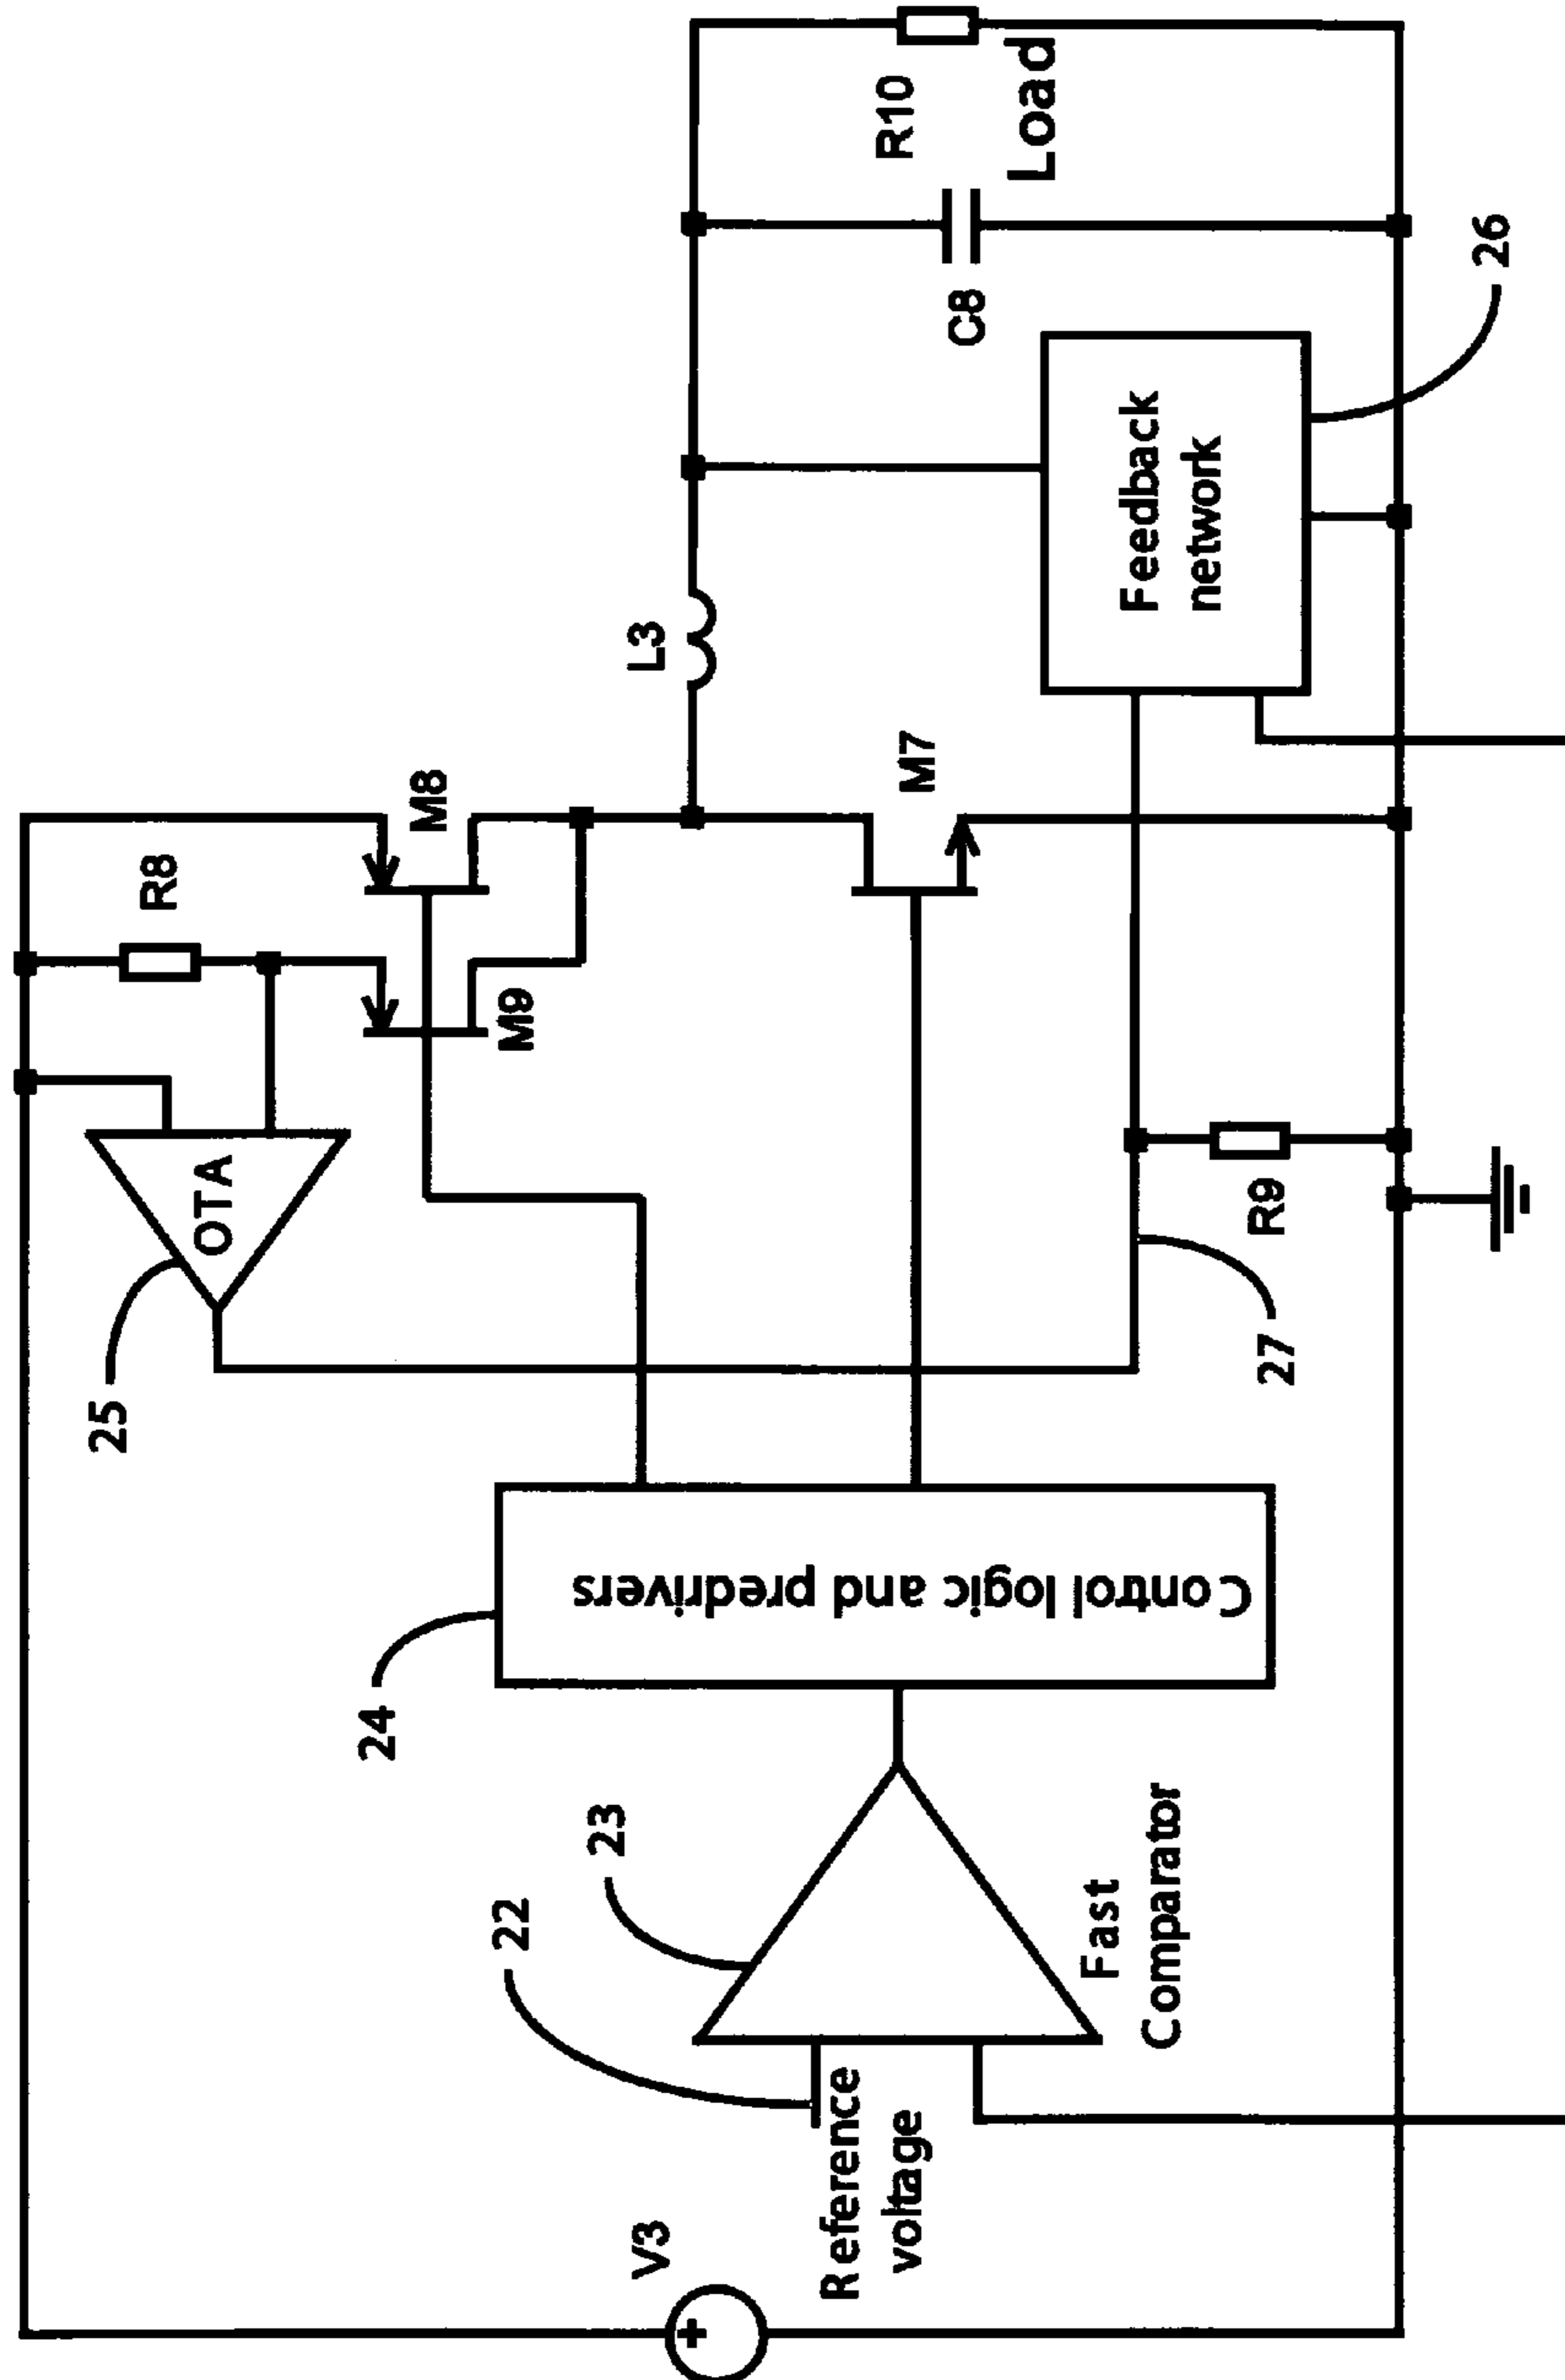 V3
Reference
voltage
22
23
Fast
Comparator
24
Control logic and predrivers
25
OTA
R8
M9
M8
M7
L3
27
R9
Feedback
network
26
C8
R10
Load